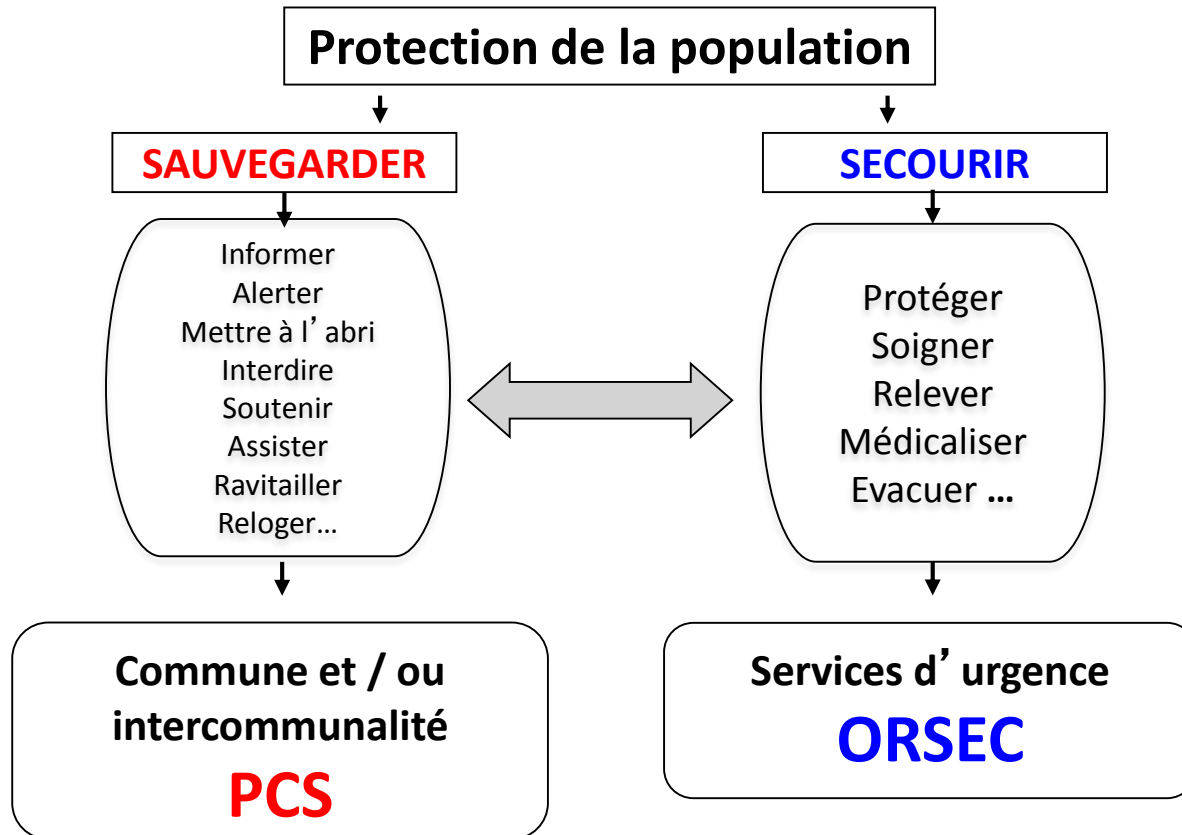 Protection de la population
SAUVEGARDER
Informer
Alerter
Mettre à l’abri
Interdire
Soutenir
Assister
Ravitailler
Reloger…
Commune et / ou
intercommunalité
PCS
SECOURIR
Protéger
Soigner
Relever
Médicaliser
Evacuer …
Services d’urgence
ORSEC